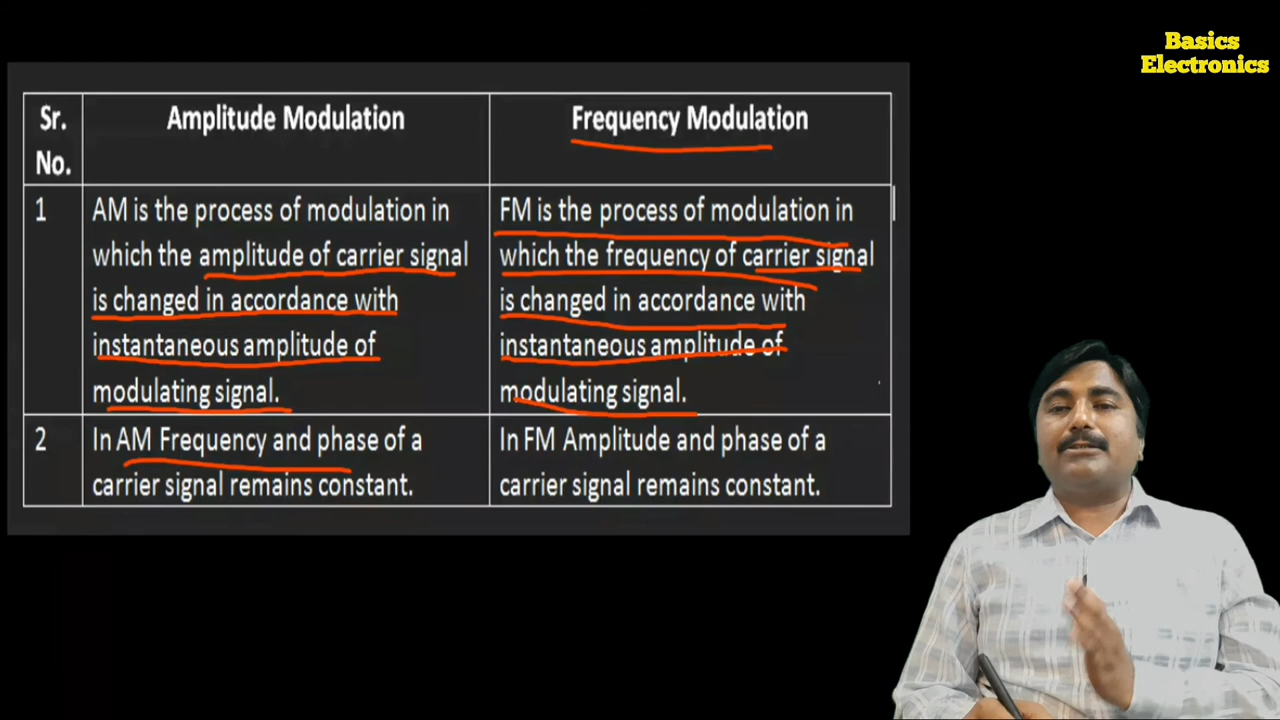 Basics
Electronics
Sr.
No.
Amplitude Modulation
Frequency Modulation
1
AM is the process of modulation in
which the amplitude of carrier signal
is changed in accordance with
instantaneous amplitude of
modulating signal.
FM is the process of modulation in
which the frequency of carrier signal
is changed in accordance with
instantaneous amplitude of
modulating signal.
2
In AM Frequency and phase of a
carrier signal remains constant.
In FM Amplitude and phase of a
carrier signal remains constant.